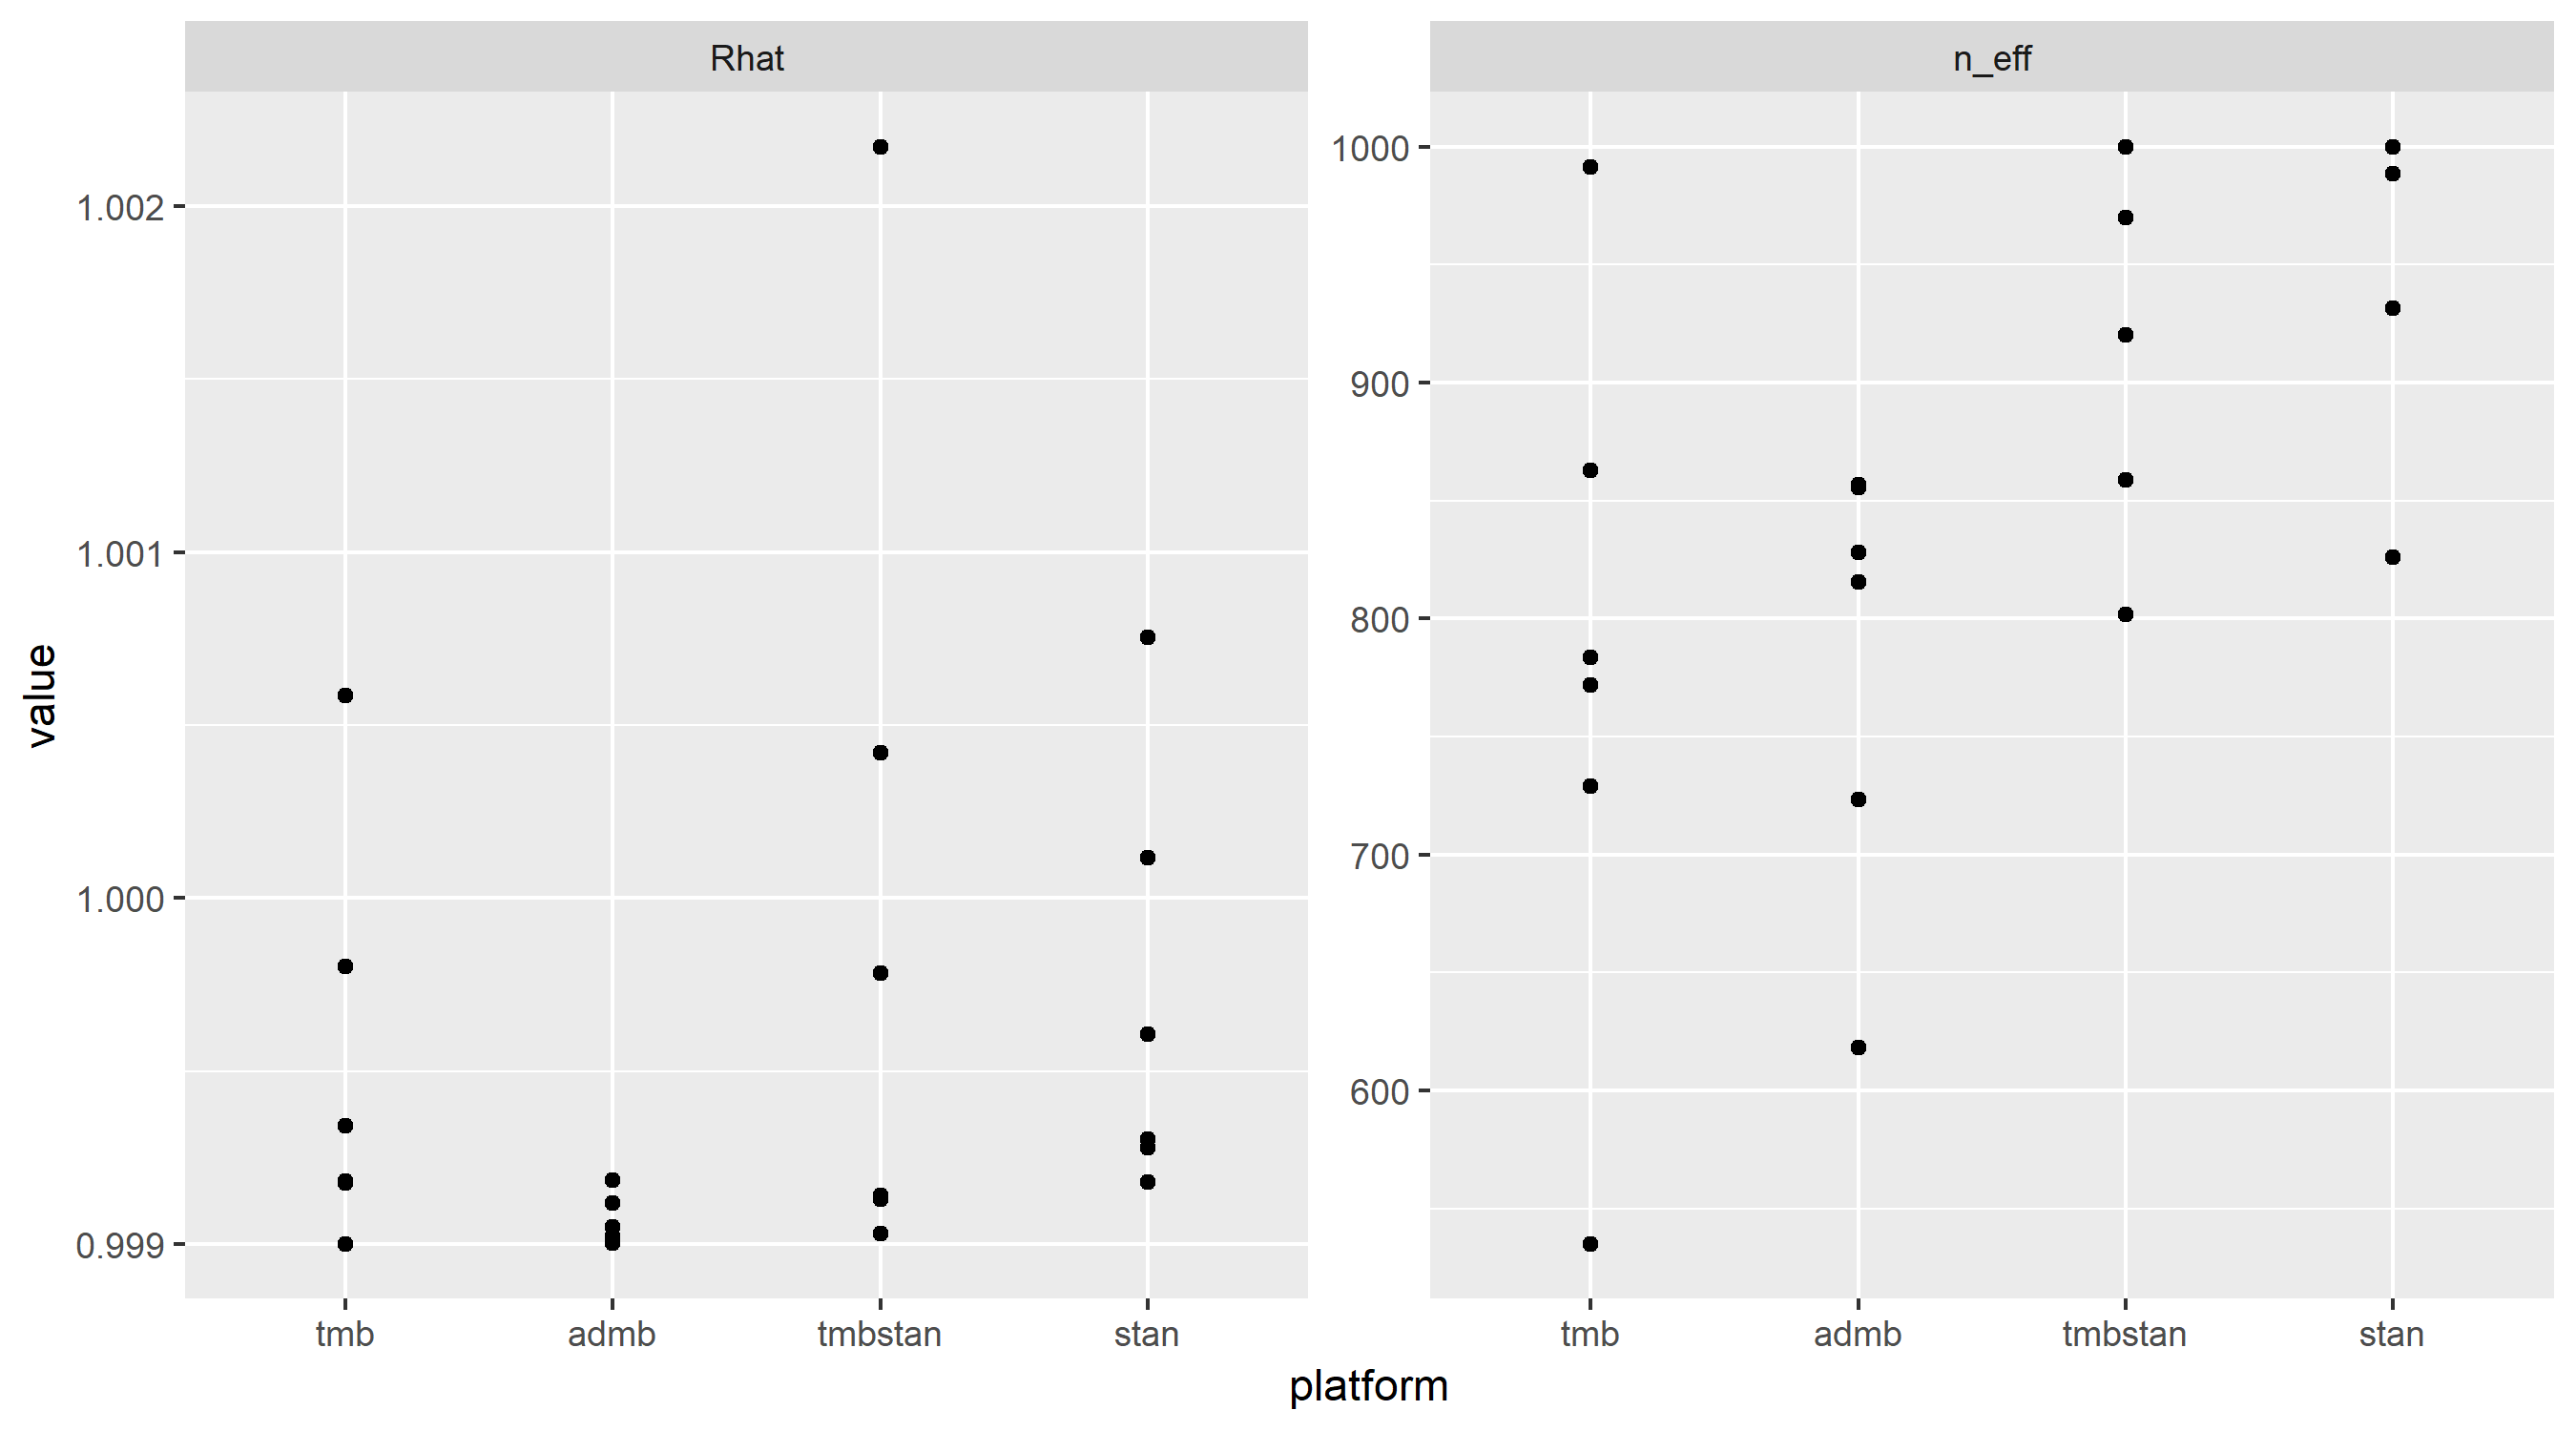 Rhat
n_eff
value
1.002
1.001
1.000
0.999
1000
900
800
700
600
tmb
admb
tmbstan
stan
tmb
admb
tmbstan
stan
platform